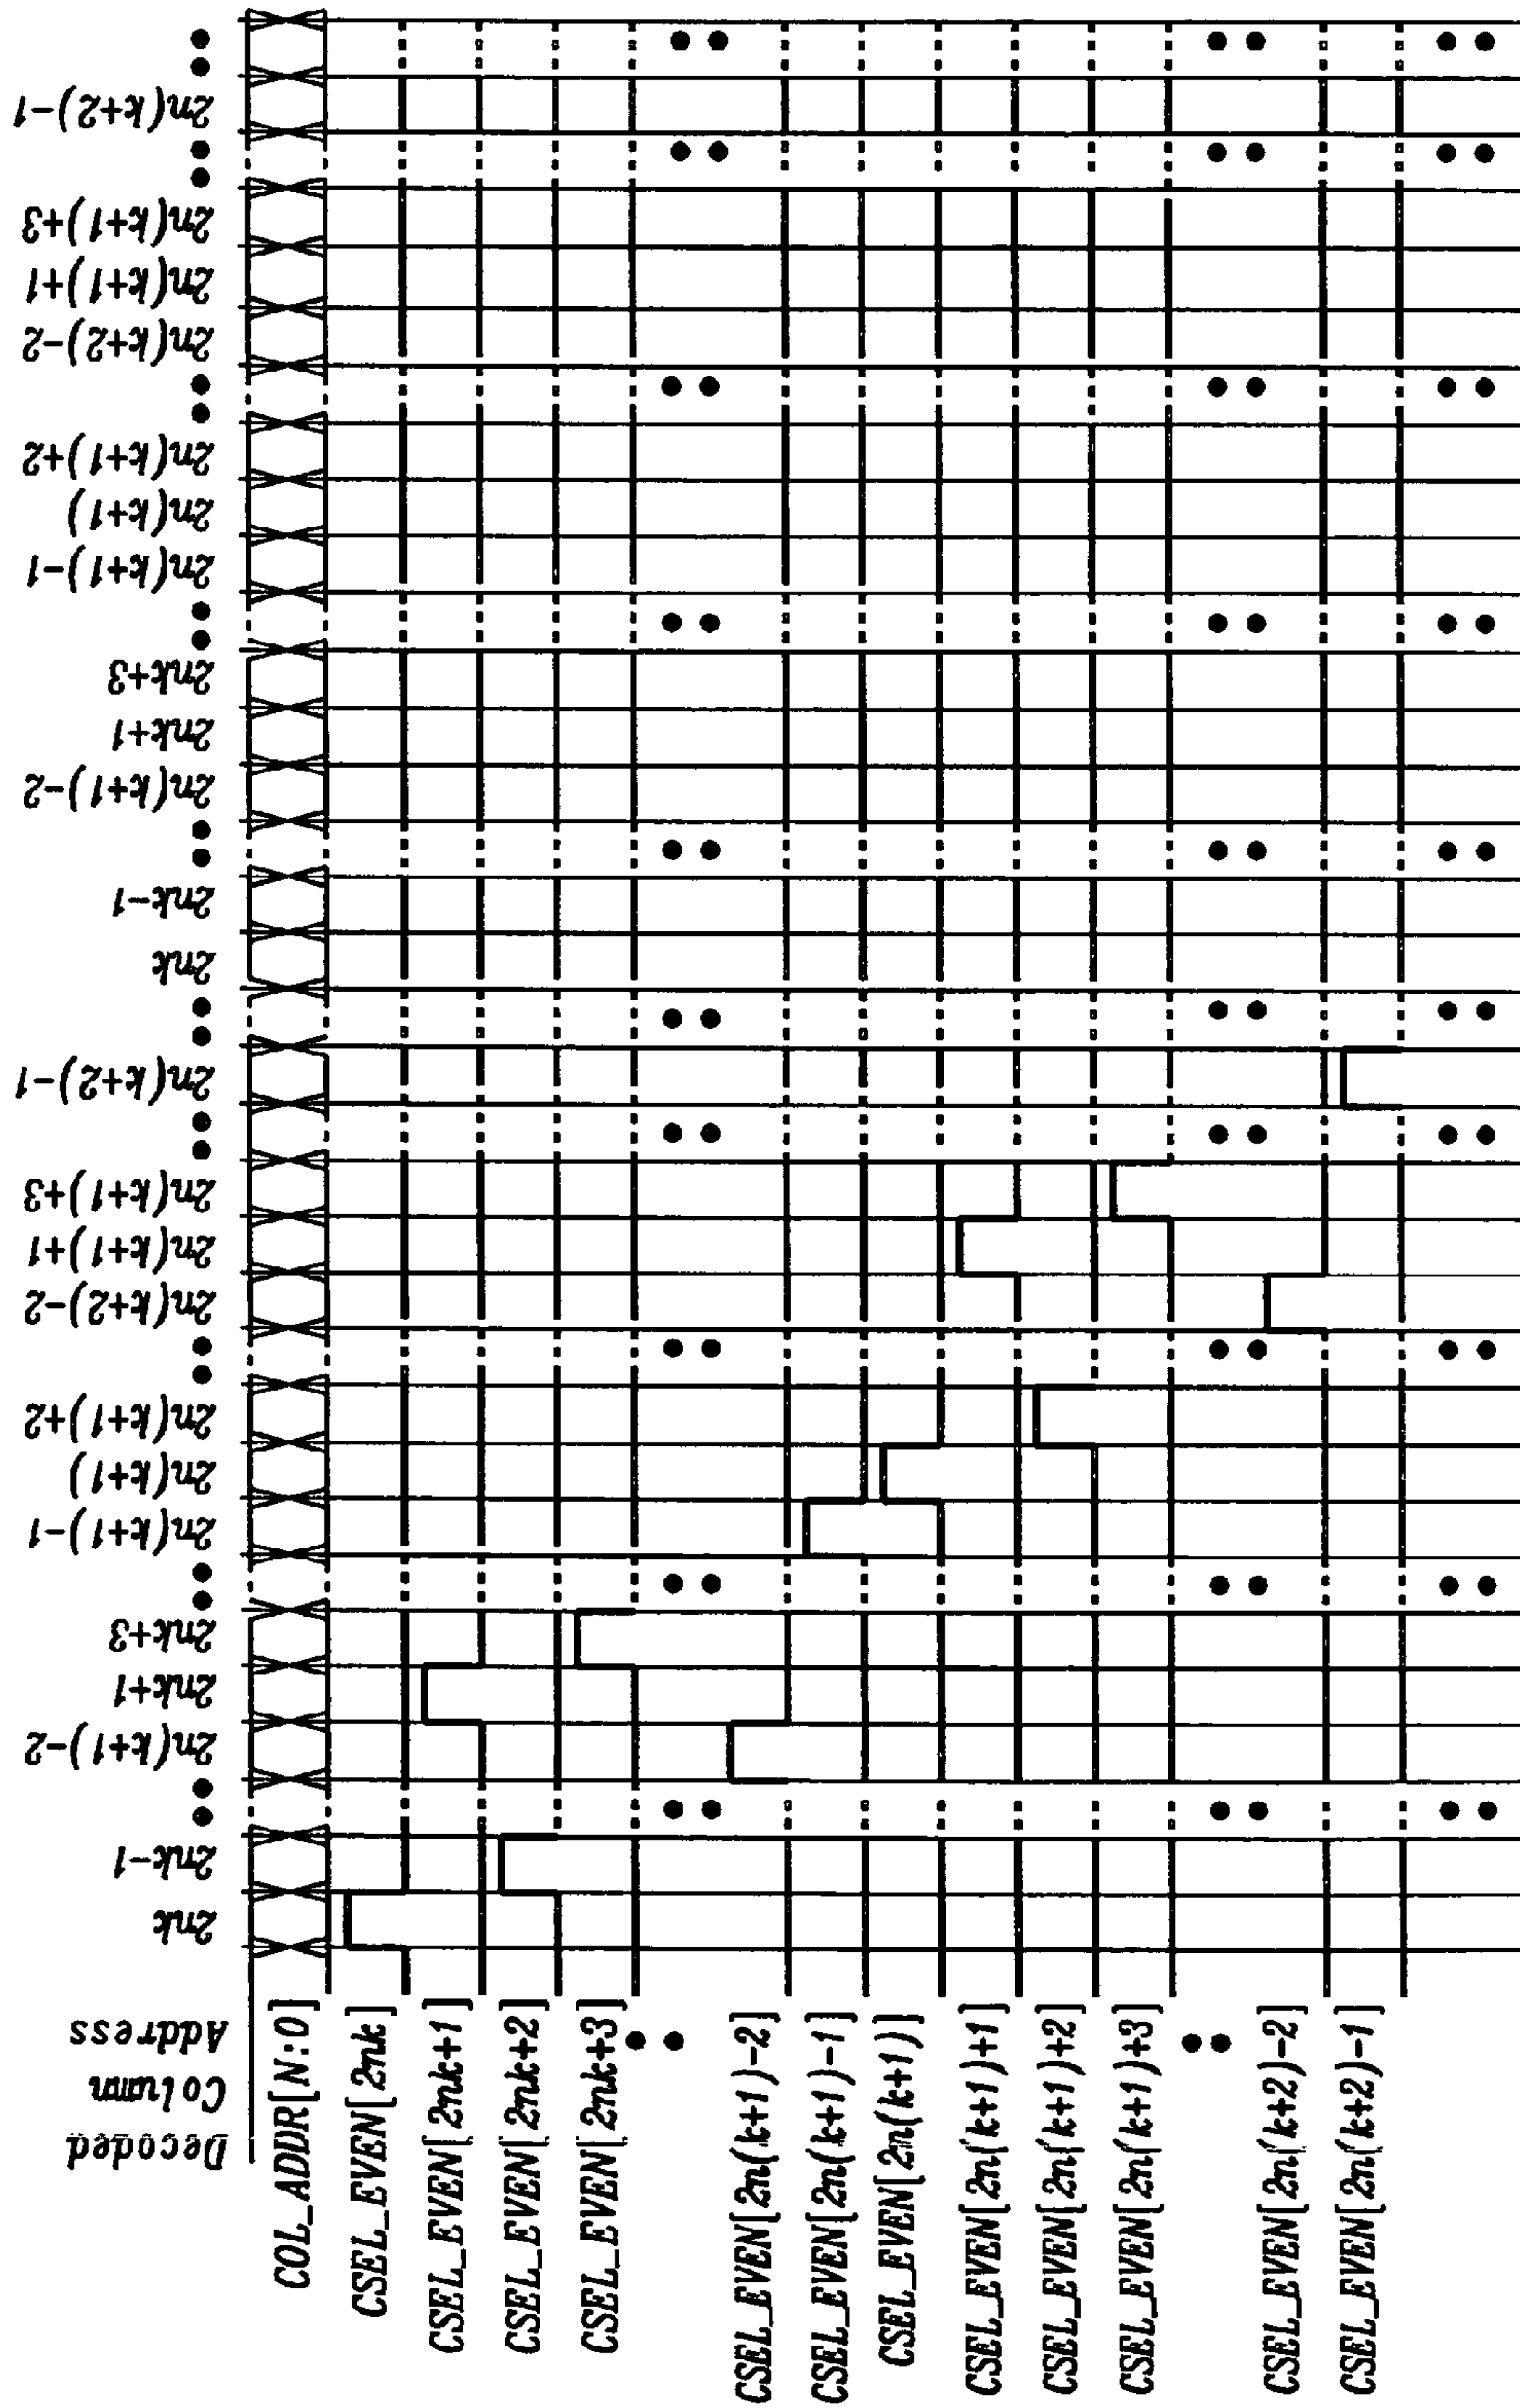 Decoded
Column
Address
2nk
2nk-1
2n(k+1)-2
2nk+1
2nk+3
2n(k+1)-1
2n(k+1)
2n(k+1)+2
2n(k+2)-2
2n(k+1)+1
2n(k+1)+3
2n(k+2)-1
2nk
2nk-1
2n(k+1)-2
2nk+1
2nk+3
2n(k+1)-1
2n(k+1)
2n(k+1)+2
2n(k+2)-2
2n(k+1)+1
2n(k+1)+3
2n(k+2)-1
COL_ADDR[N:0]
CSEL_EVEN[2nk]
CSEL_EVEN[2nk+1]
CSEL_EVEN[2nk+2]
CSEL_EVEN[2nk+3]
CSEL_EVEN[2n(k+1)-2]
CSEL_EVEN[2n(k+1)-1]
CSEL_EVEN[2n(k+1)]
CSEL_EVEN[2n(k+1)+1]
CSEL_EVEN[2n(k+1)+2]
CSEL_EVEN[2n(k+1)+3]
CSEL_EVEN[2n(k+2)-2]
CSEL_EVEN[2n(k+2)-1]